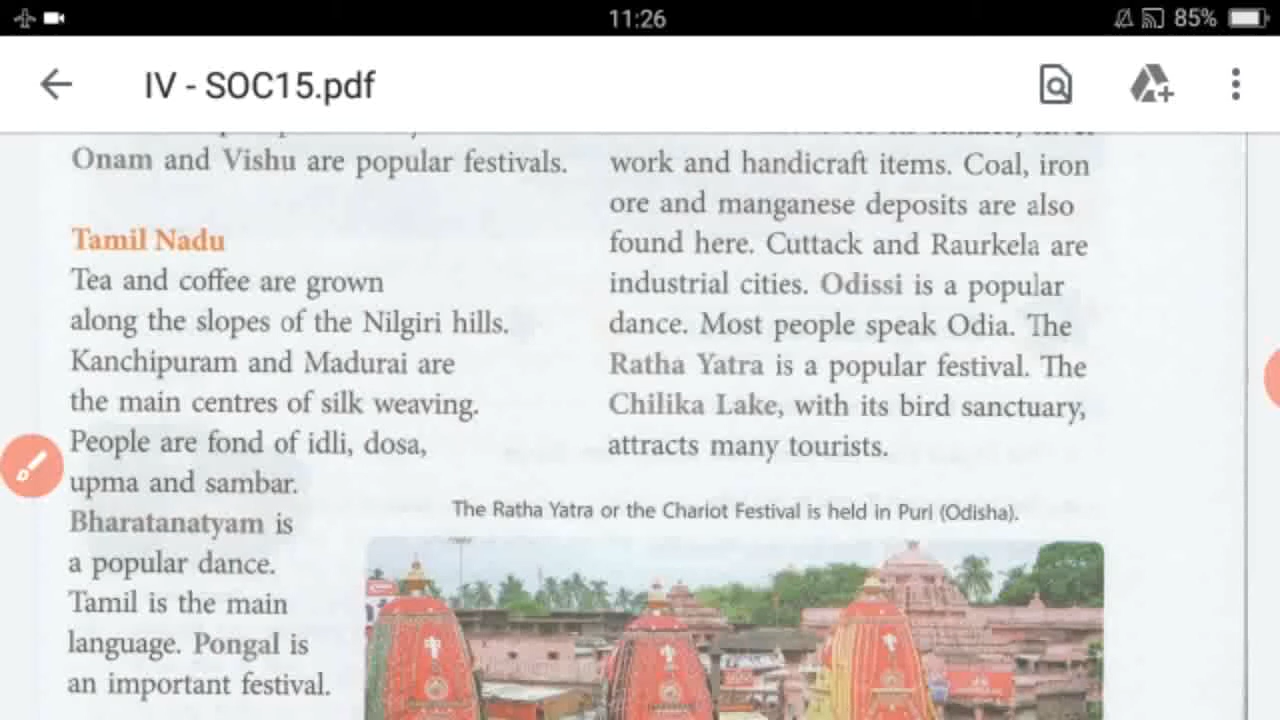 11:26
85%
IV - SOC15.pdf
Onam and Vishu are popular festivals.
Tamil Nadu
Tea and coffee are grown
along the slopes of the Nilgiri hills.
Kanchipuram and Madurai are
the main centres of silk weaving.
People are fond of idli, dosa,
upma and sambar.
Bharatanatyam is
a popular dance.
Tamil is the main
language. Pongal is
an important festival.
work and handicraft items. Coal, iron
ore and manganese deposits are also
found here. Cuttack and Raurkela are
industrial cities. Odissi is a popular
dance. Most people speak Odia. The
Ratha Yatra is a popular festival. The
Chilika Lake, with its bird sanctuary,
attracts many tourists.
The Ratha Yatra or the Chariot Festival is held in Puri (Odisha).